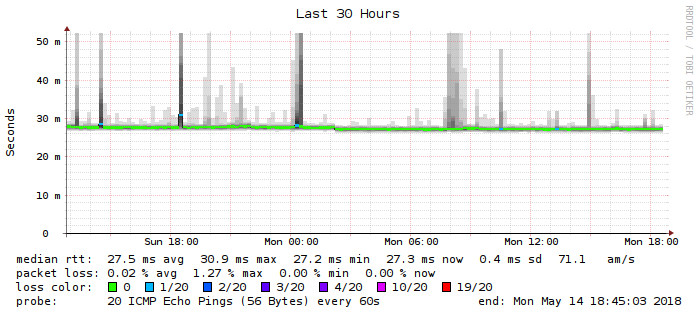 Last 30 Hours
RRDTOOL / TOBI OETIKER
Seconds
50 m
40 m
30 m
20 m
10 m
0
Sun 18:00 Mon 00:00 Mon 06:00 Mon 12:00 Mon 18:00
median rtt: 27.5 ms avg 30.9 ms max 27.2 ms min 27.3 ms now 0.4 ms sd 71.1 am/s
packet loss: 0.02 % avg 1.27 % max 0.00 % min 0.00 % now
loss color: 0 1/20 2/20 3/20 4/20 10/20 19/20
probe: 20 ICMP Echo Pings (56 Bytes) every 60s end: Mon May 14 18:45:03 2018